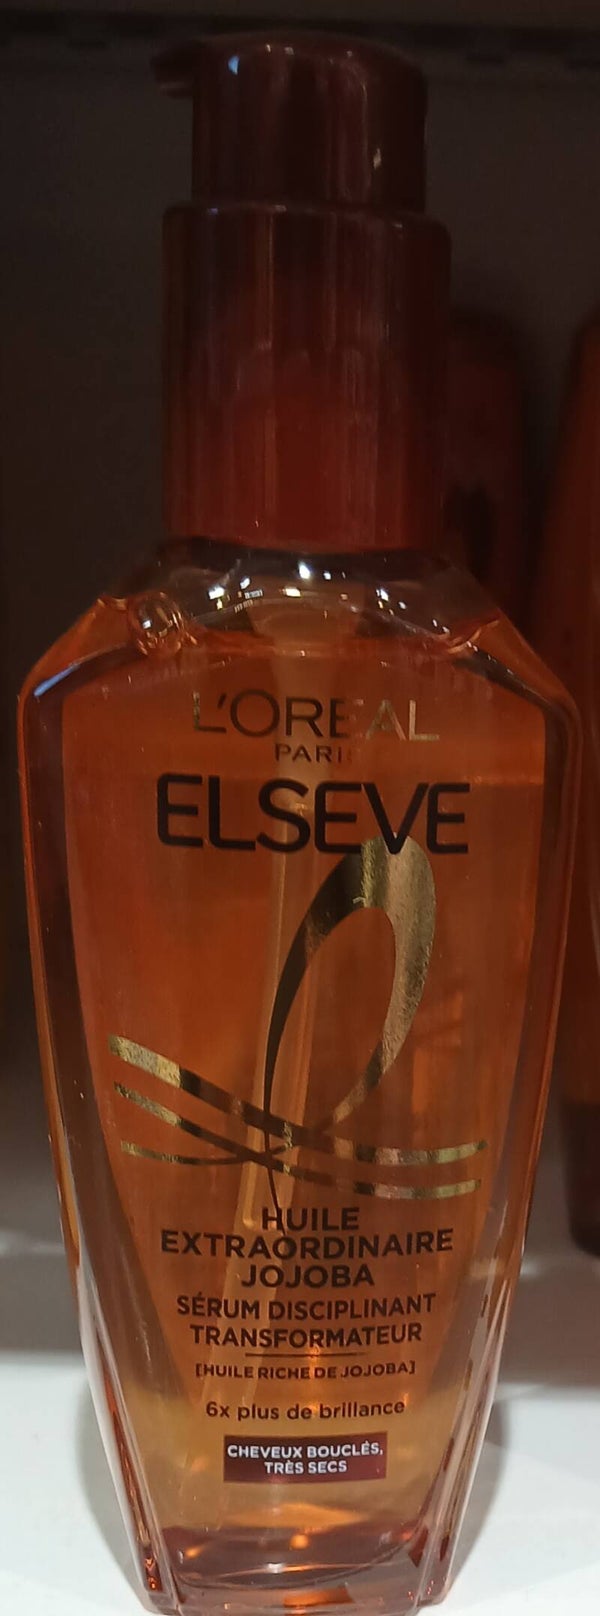 L'ORÉAL
PARIS
ELSEVE
HUILE
EXTRAORDINAIRE
JOJOBA
SÉRUM DISCIPLINANT
TRANSFORMATEUR
[HUILE RICHE DE JOJOBA]
6x plus de brillance
CHEVEUX BOUCLÉS,
TRÈS SECS